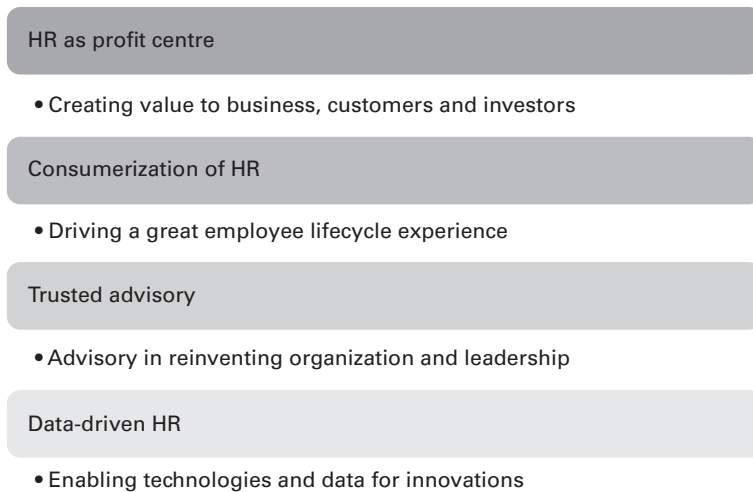 HR as profit centre
• Creating value to business, customers and investors
Consumerization of HR
• Driving a great employee lifecycle experience
Trusted advisory
• Advisory in reinventing organization and leadership
Data-driven HR
• Enabling technologies and data for innovations